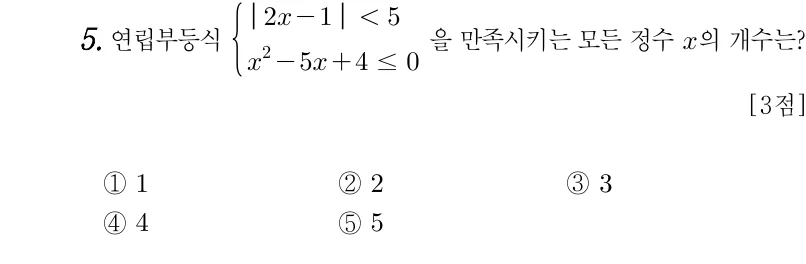 5. 연립부등식 { |2x-1| < 5
x²-5x+4 ≤ 0 을 만족시키는 모든 정수 x의 개수는?
[3점]
① 1 ② 2 ③ 3
④ 4 ⑤ 5